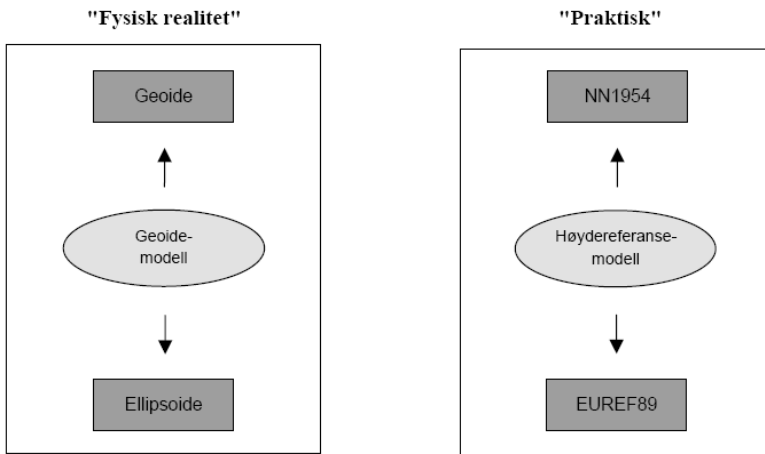 "Fysisk realitet"
Geoide
Geoide-
modell
Ellipsoide
"Praktisk"
NN1954
Høydereferanse-
modell
EUREF89